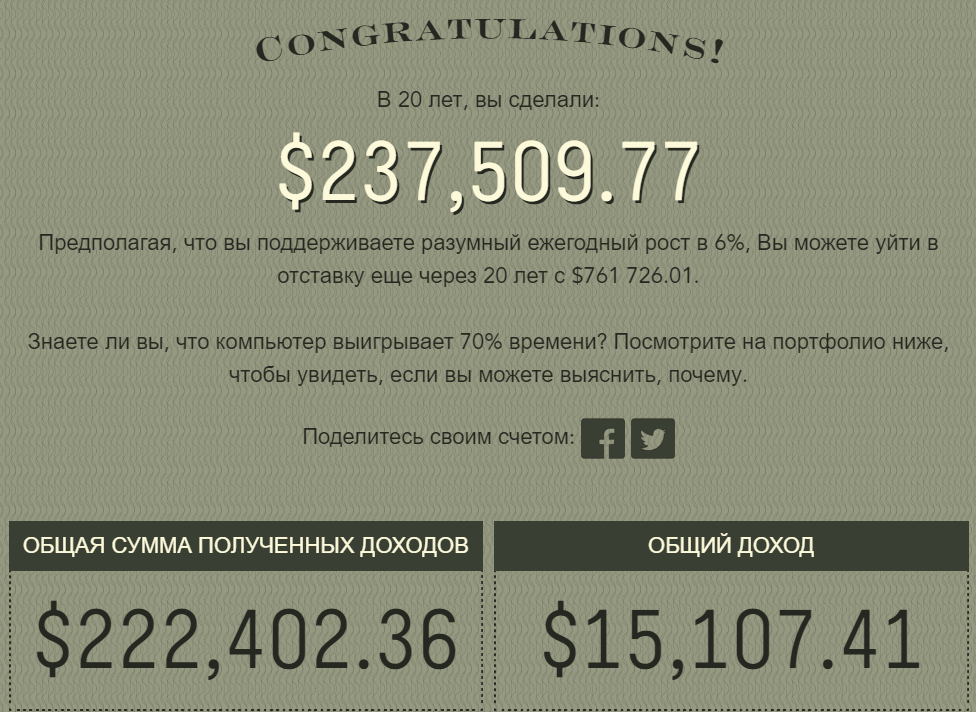 CONGRATULATIONS!
В 20 лет, вы сделали:
$237,509.77
Предполагая, что вы поддерживаете разумный ежегодный рост в 6%, Вы можете уйти в
отставку еще через 20 лет с $761 726.01.
Знаете ли вы, что компьютер выигрывает 70% времени? Посмотрите на портфолио ниже,
чтобы увидеть, если вы можете выяснить, почему.
Поделитесь своим счетом:
ОБЩАЯ СУММА ПОЛУЧЕННЫХ ДОХОДОВ
$222,402.36
ОБЩИЙ ДОХОД
$15,107.41